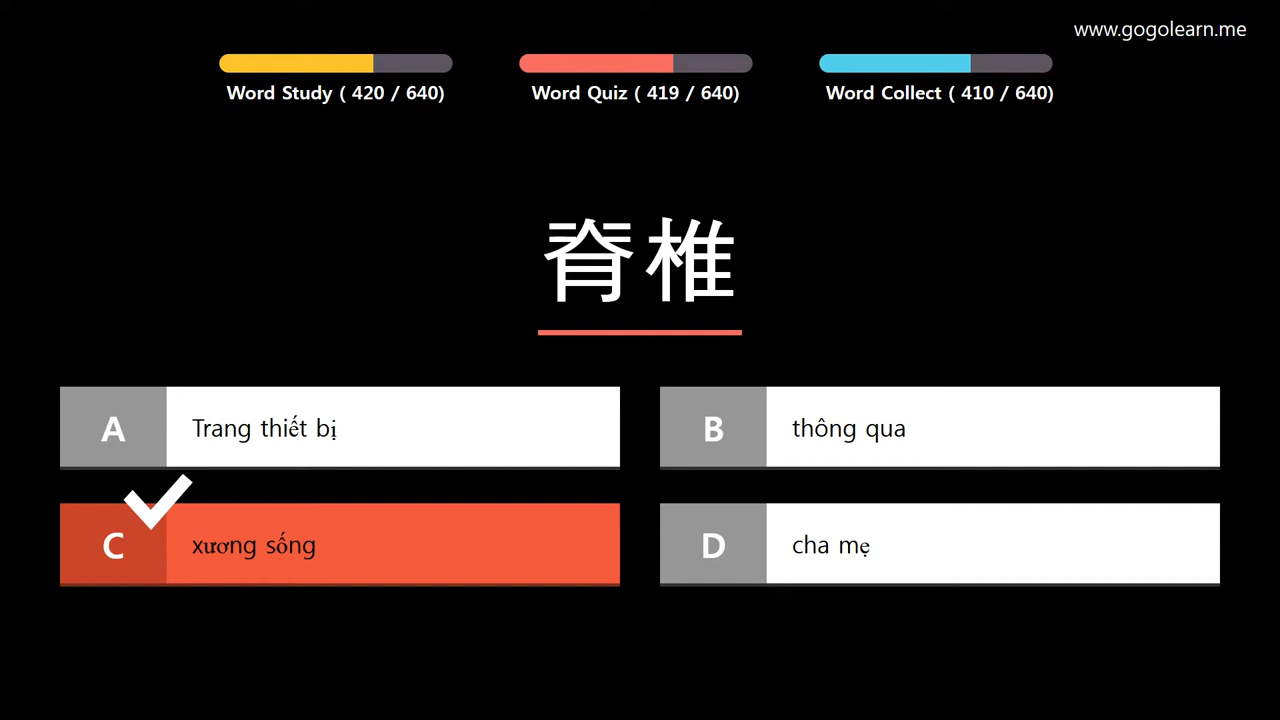 www.gogolearn.me
Word Study ( 420 / 640)
Word Quiz ( 419 / 640)
Word Collect ( 410 / 640)
脊椎
A
Trang thiết bị
B
thông qua
C
xương sống
D
cha mẹ